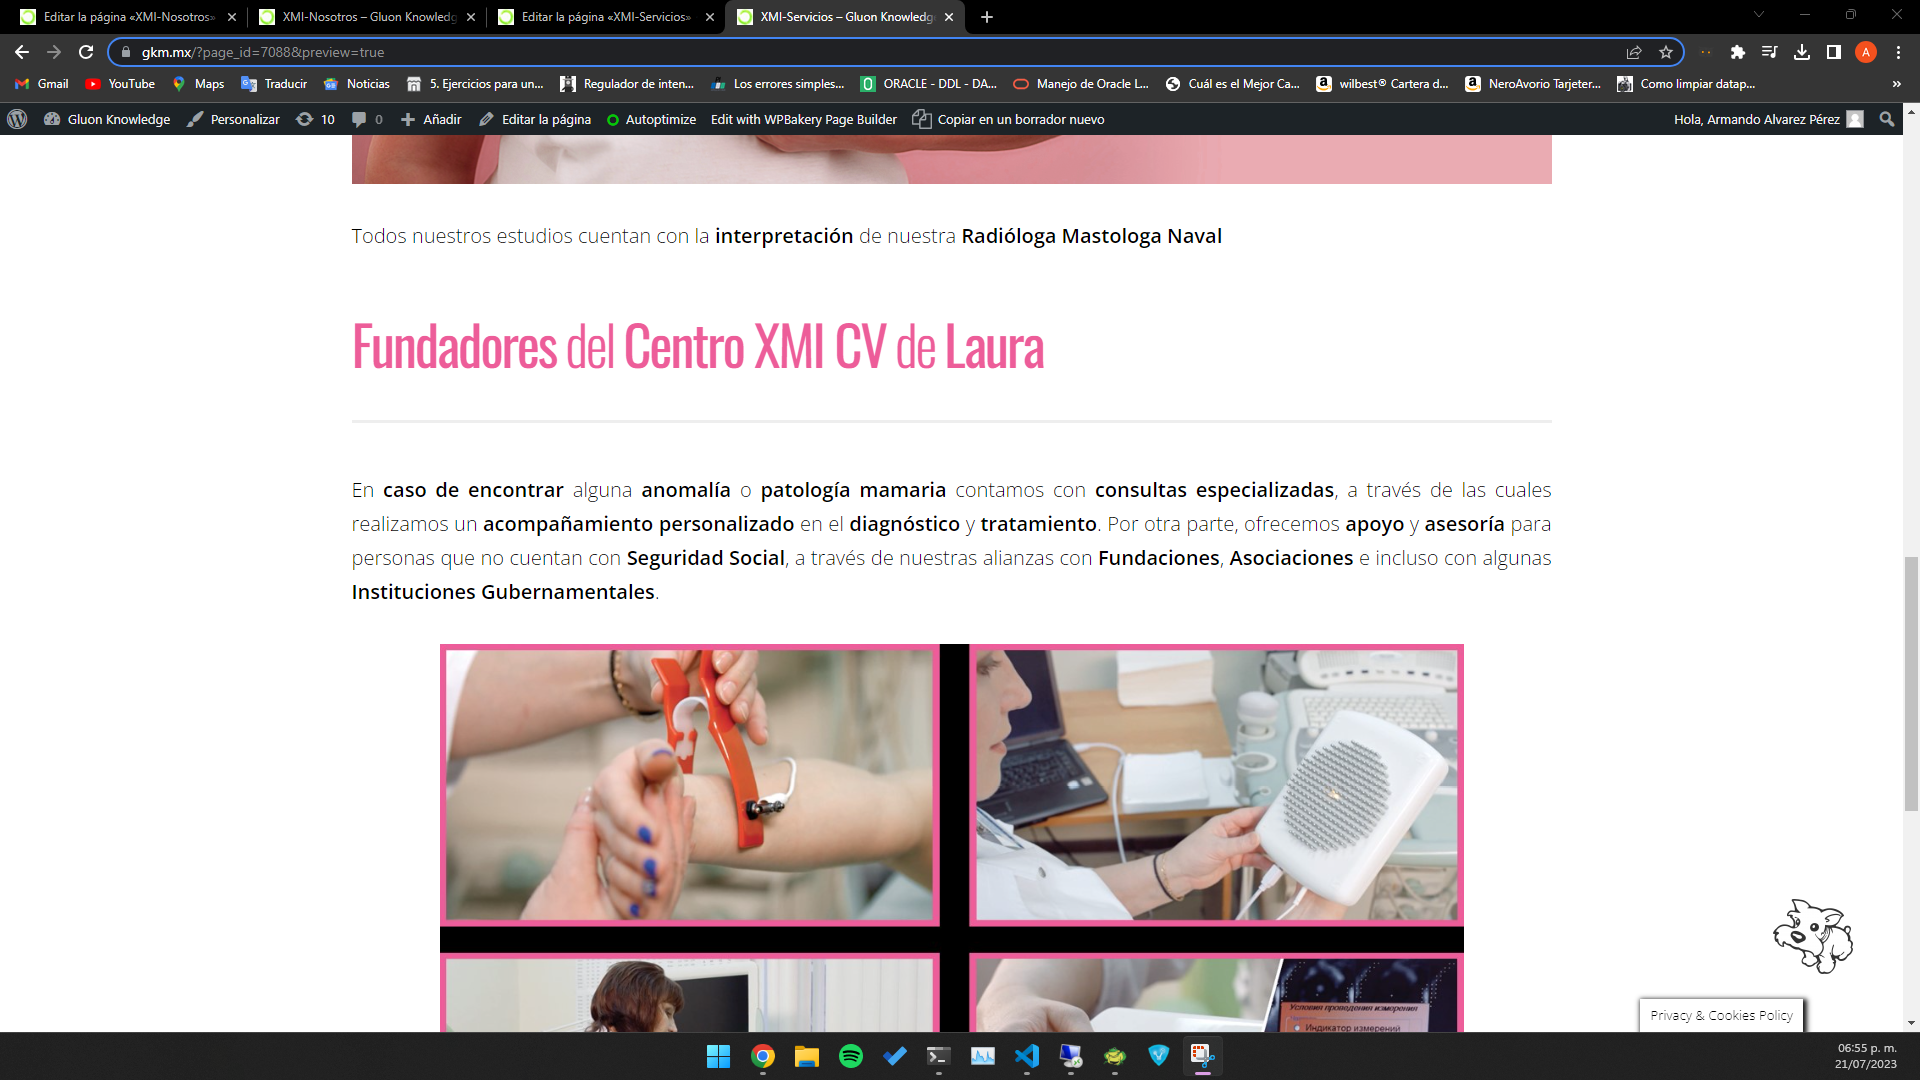 Editar la página «XMI-Nosotros»
XMI-Nosotros – Gluon Knowledg
Editar la página «XMI-Servicios»
XMI-Servicios – Gluon Knowledg
gkm.mx/?page_id=7088&preview=true
A
Gmail
YouTube
Maps
Traducir
Noticias
5. Ejercicios para un...
Regulador de inten...
Los errores simples...
ORACLE - DDL - DA...
Manejo de Oracle L...
Cuál es el Mejor Ca...
wilbest® Cartera d...
NeroAvorio Tarjeter...
Como limpiar datap...
»
Gluon Knowledge
Personalizar
10
0
Añadir
Editar la página
Autoptimize
Edit with WPBakery Page Builder
Copiar en un borrador nuevo
Hola, Armando Alvarez Pérez
Todos nuestros estudios cuentan con la interpretación de nuestra Radióloga Mastologa Naval
Fundadores del Centro XMI CV de Laura
En caso de encontrar alguna anomalía o patología mamaria contamos con consultas especializadas, a través de las cuales
realizamos un acompañamiento personalizado en el diagnóstico y tratamiento. Por otra parte, ofrecemos apoyo y asesoría para
personas que no cuentan con Seguridad Social, a través de nuestras alianzas con Fundaciones, Asociaciones e incluso con algunas
Instituciones Gubernamentales.
Условия проведения измерения
Индикатор измерений
Privacy & Cookies Policy
06:55 p. m.
21/07/2023